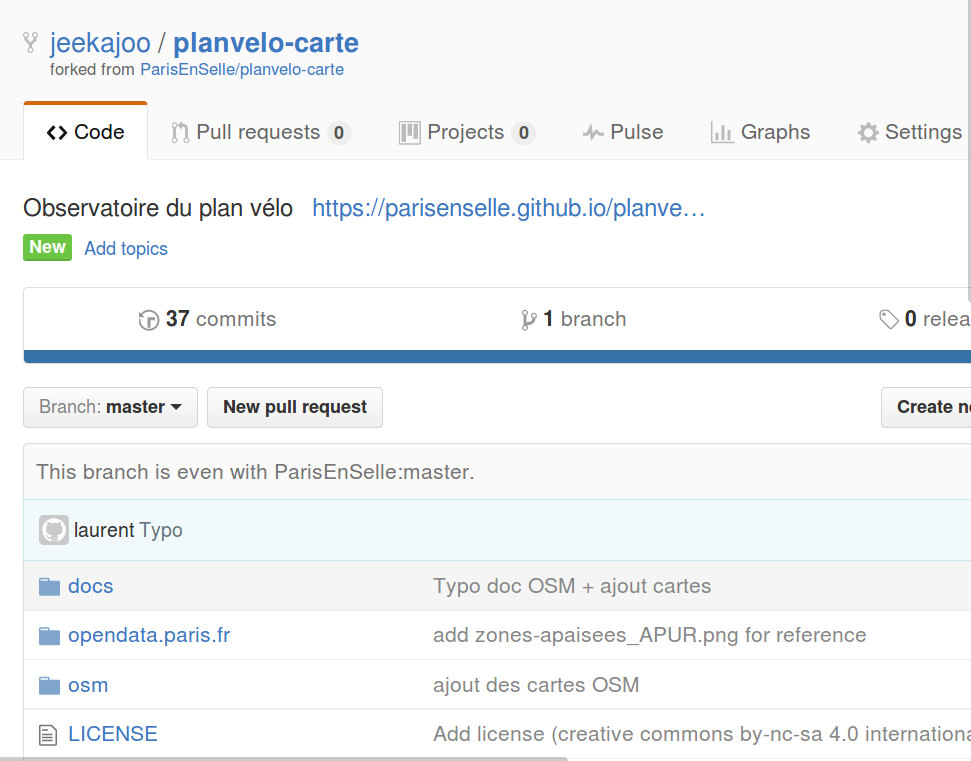 jeekajoo / planvelo-carte
forked from ParisEnSelle/planvelo-carte
Code Pull requests 0 Projects 0 Pulse Graphs Settings
Observatoire du plan vélo https://parisenselle.github.io/planve…
New Add topics
37 commits 1 branch 0 relea
Branch: master New pull request Create n
This branch is even with ParisEnSelle:master.
laurent Typo
docs Typo doc OSM + ajout cartes
opendata.paris.fr add zones-apaisees_APUR.png for reference
osm ajout des cartes OSM
LICENSE Add license (creative commons by-nc-sa 4.0 internationa